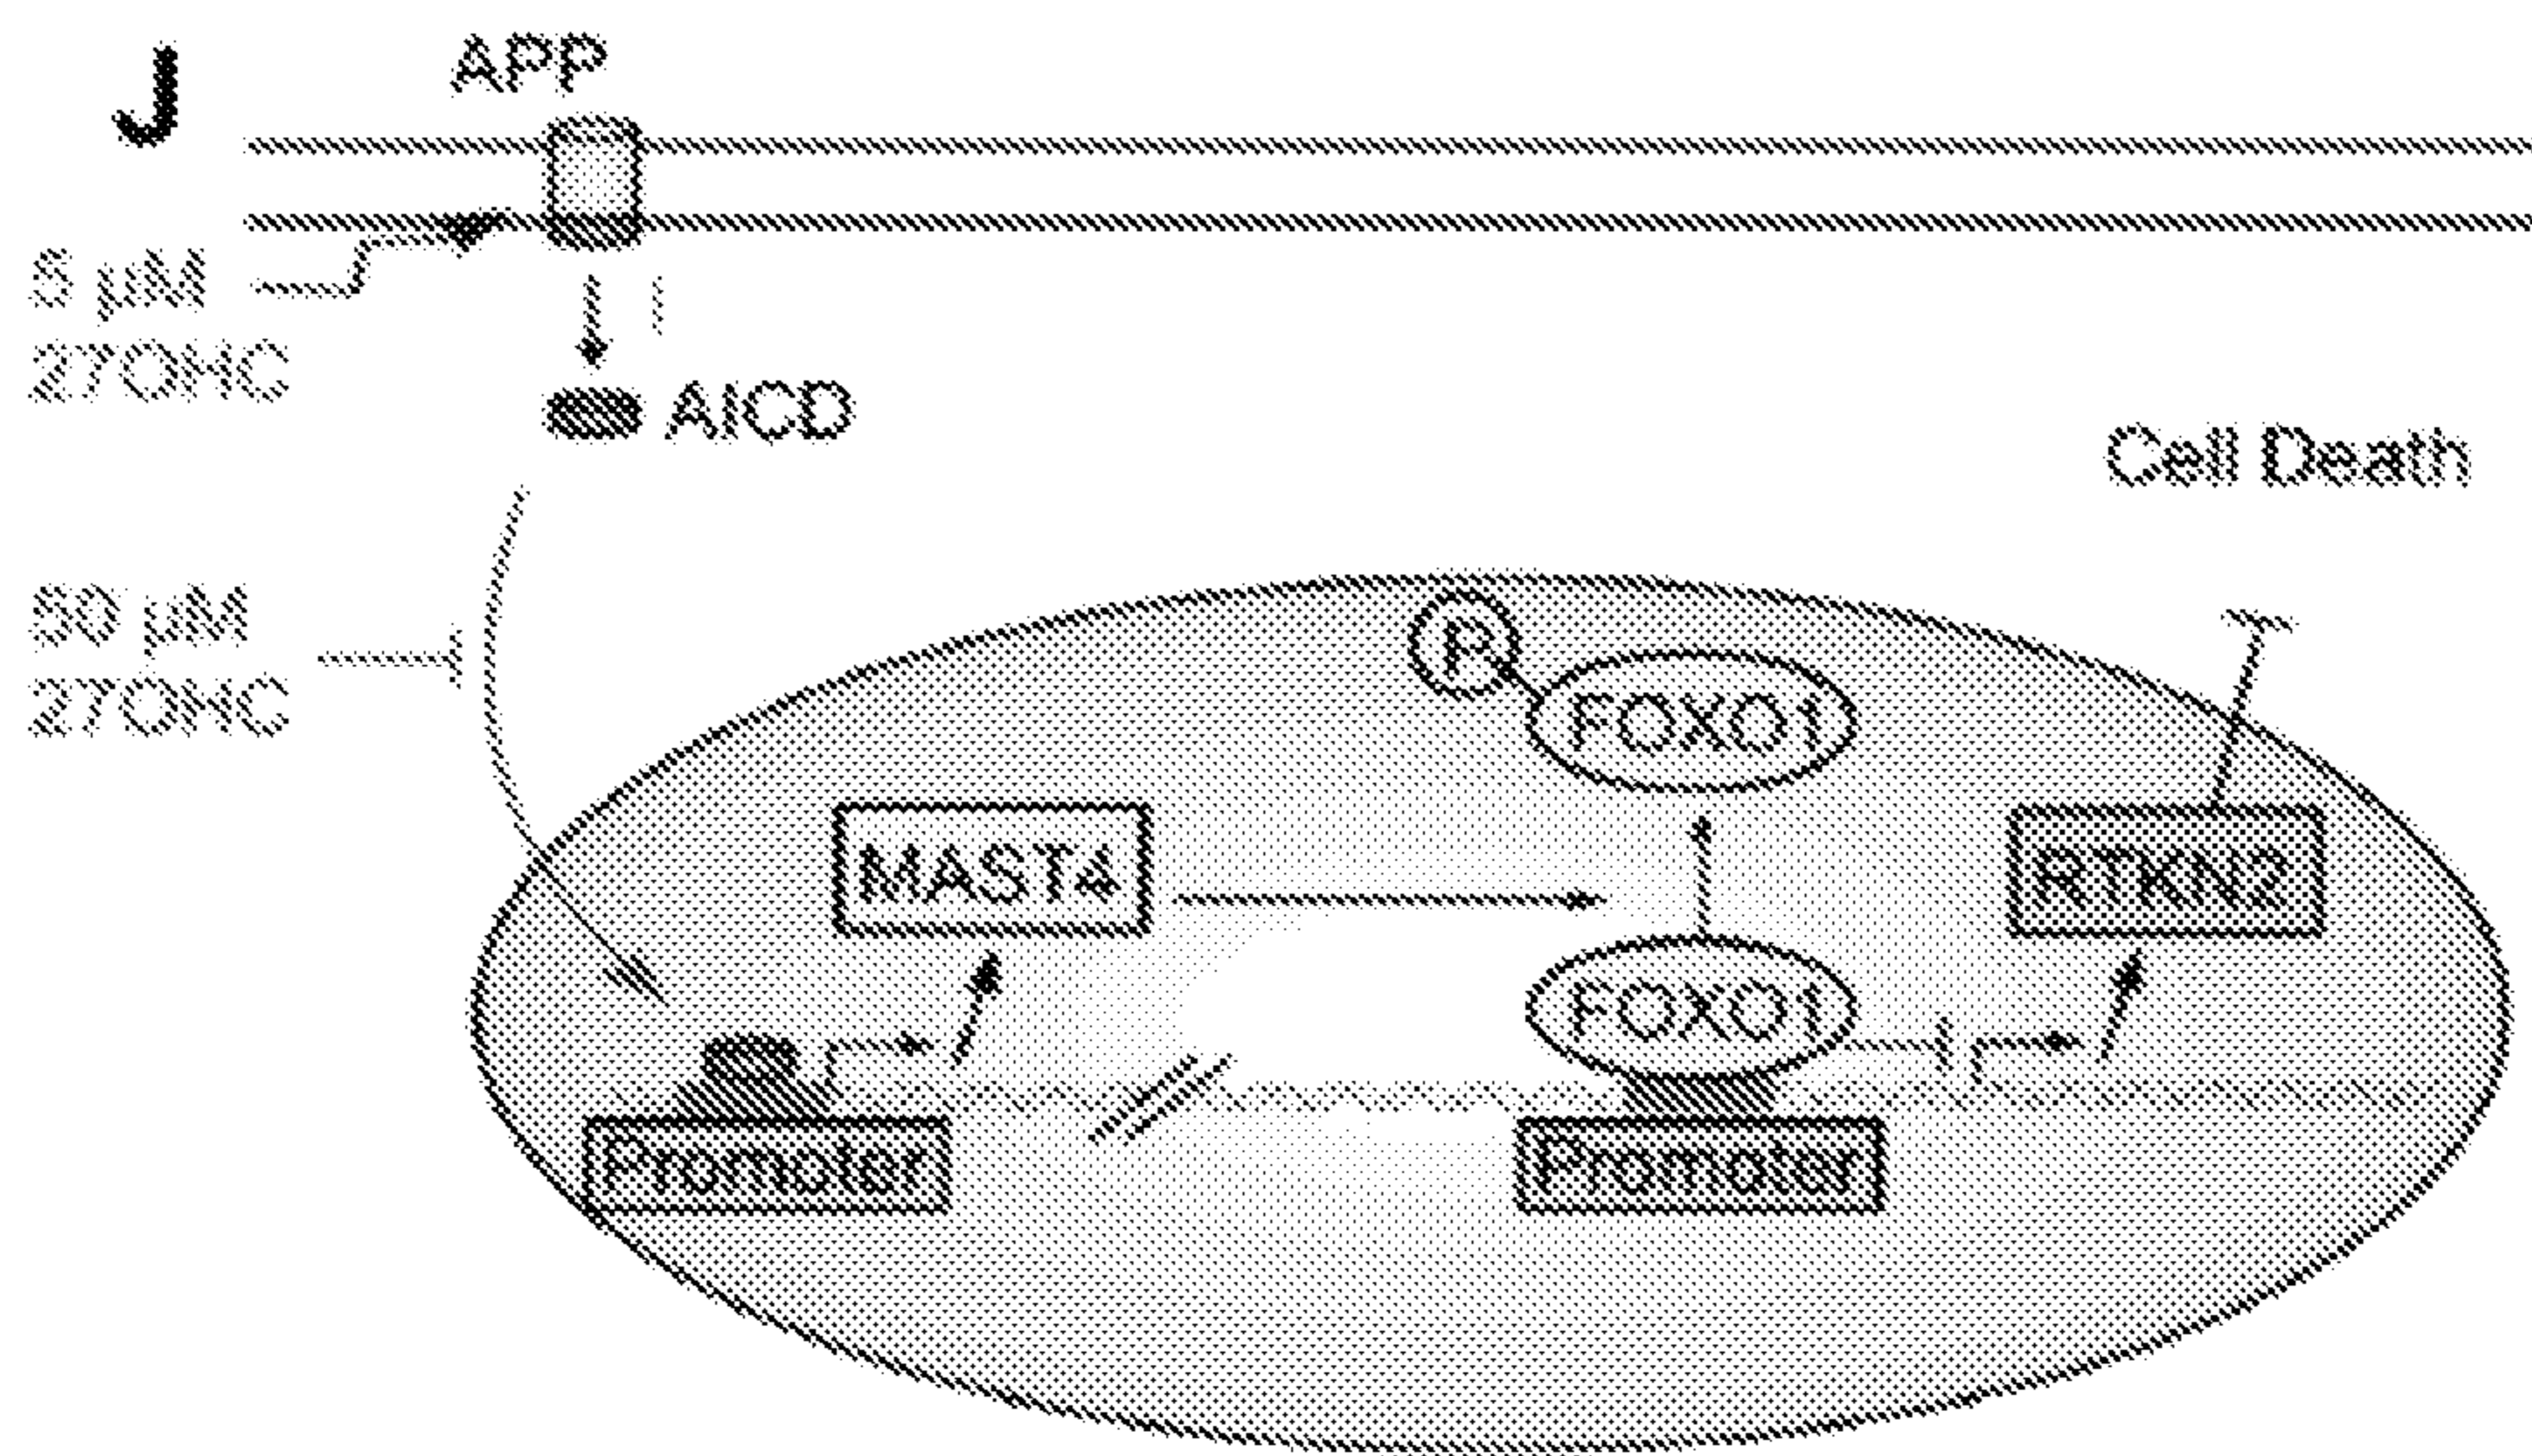 J
APP
5 µM
27OHC
AICD
Cell Death
50 µM
27OHC
P
FOXO1
MAST4
RTKN2
FOXO1
Promoter
Promoter